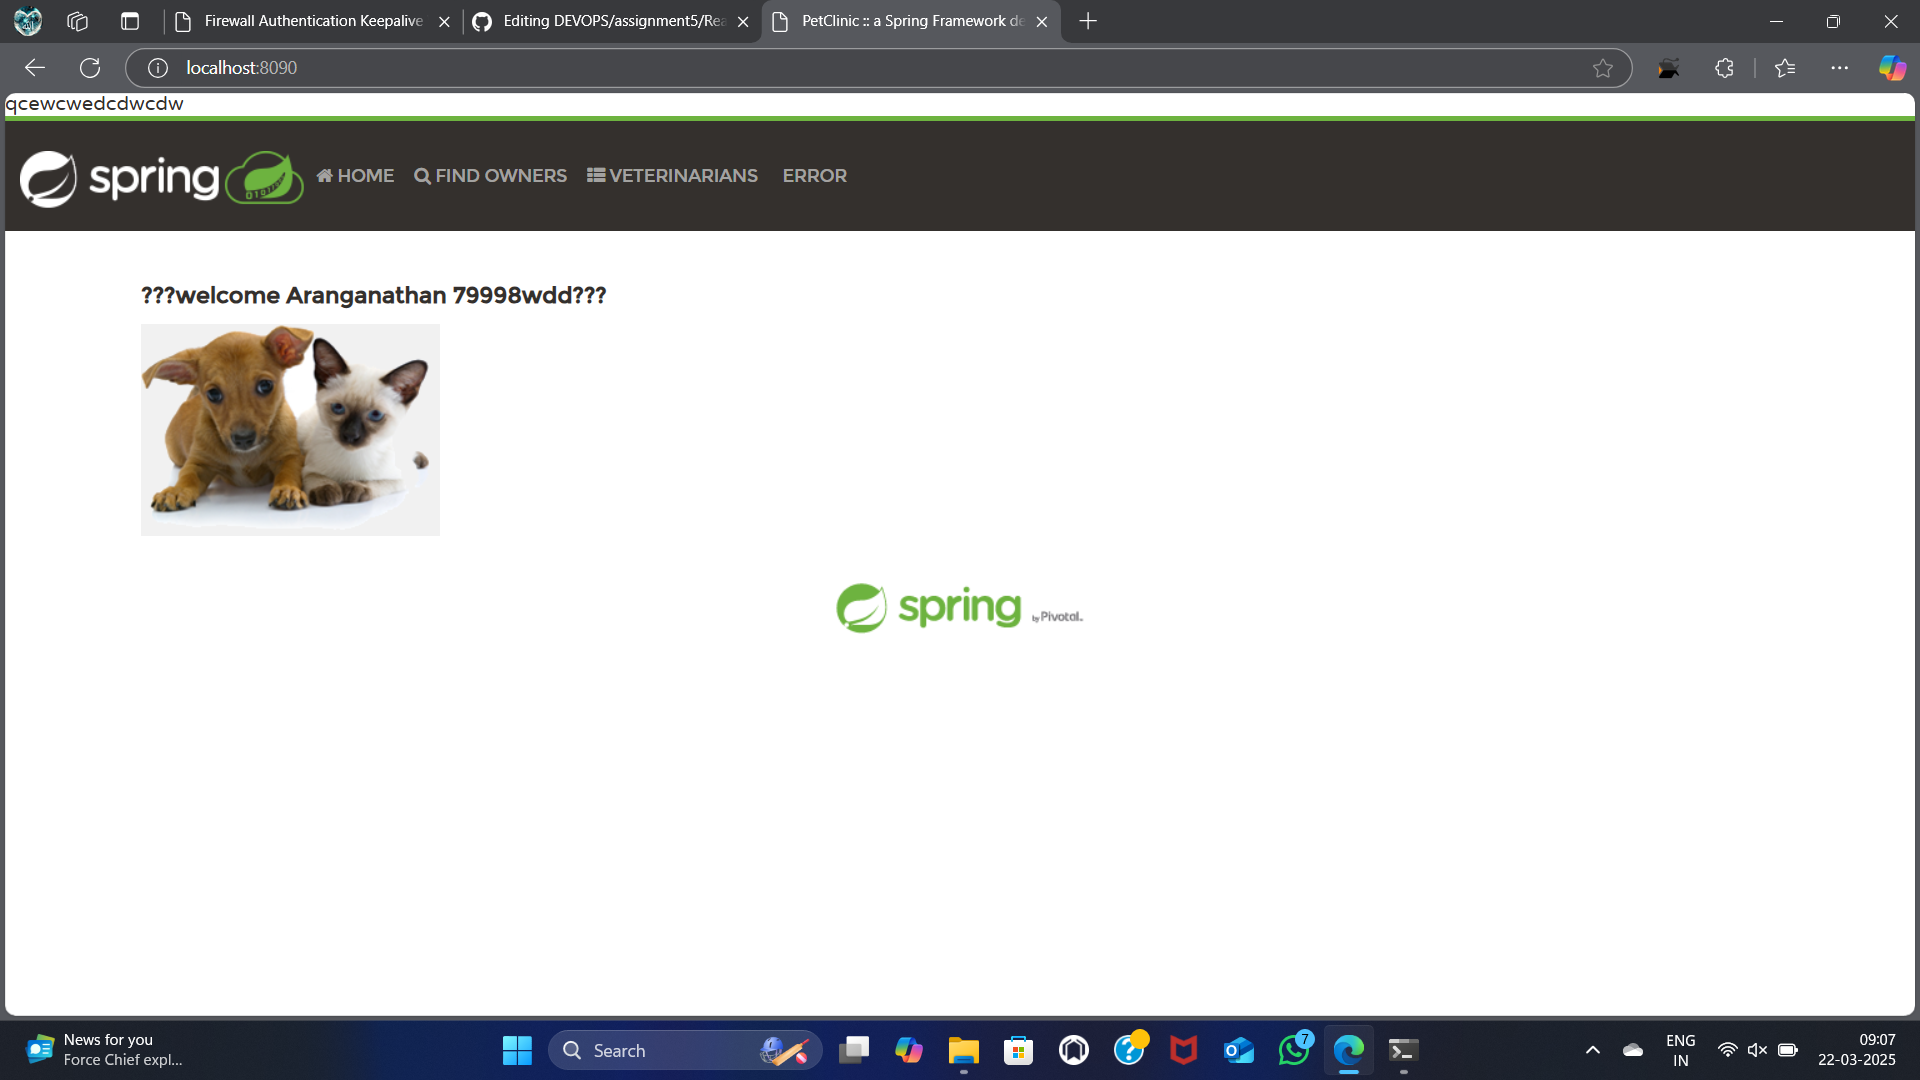 Firewall Authentication Keepalive
Editing DEVOPS/assignment5/Rea
PetClinic :: a Spring Framework de
localhost:8090
qcewcwedcdwcdw
spring
HOME
FIND OWNERS
VETERINARIANS
ERROR
???welcome Aranganathan 79998wdd???
spring by Pivotal
News for you
Force Chief expl...
Search
7
ENG
IN
09:07
22-03-2025